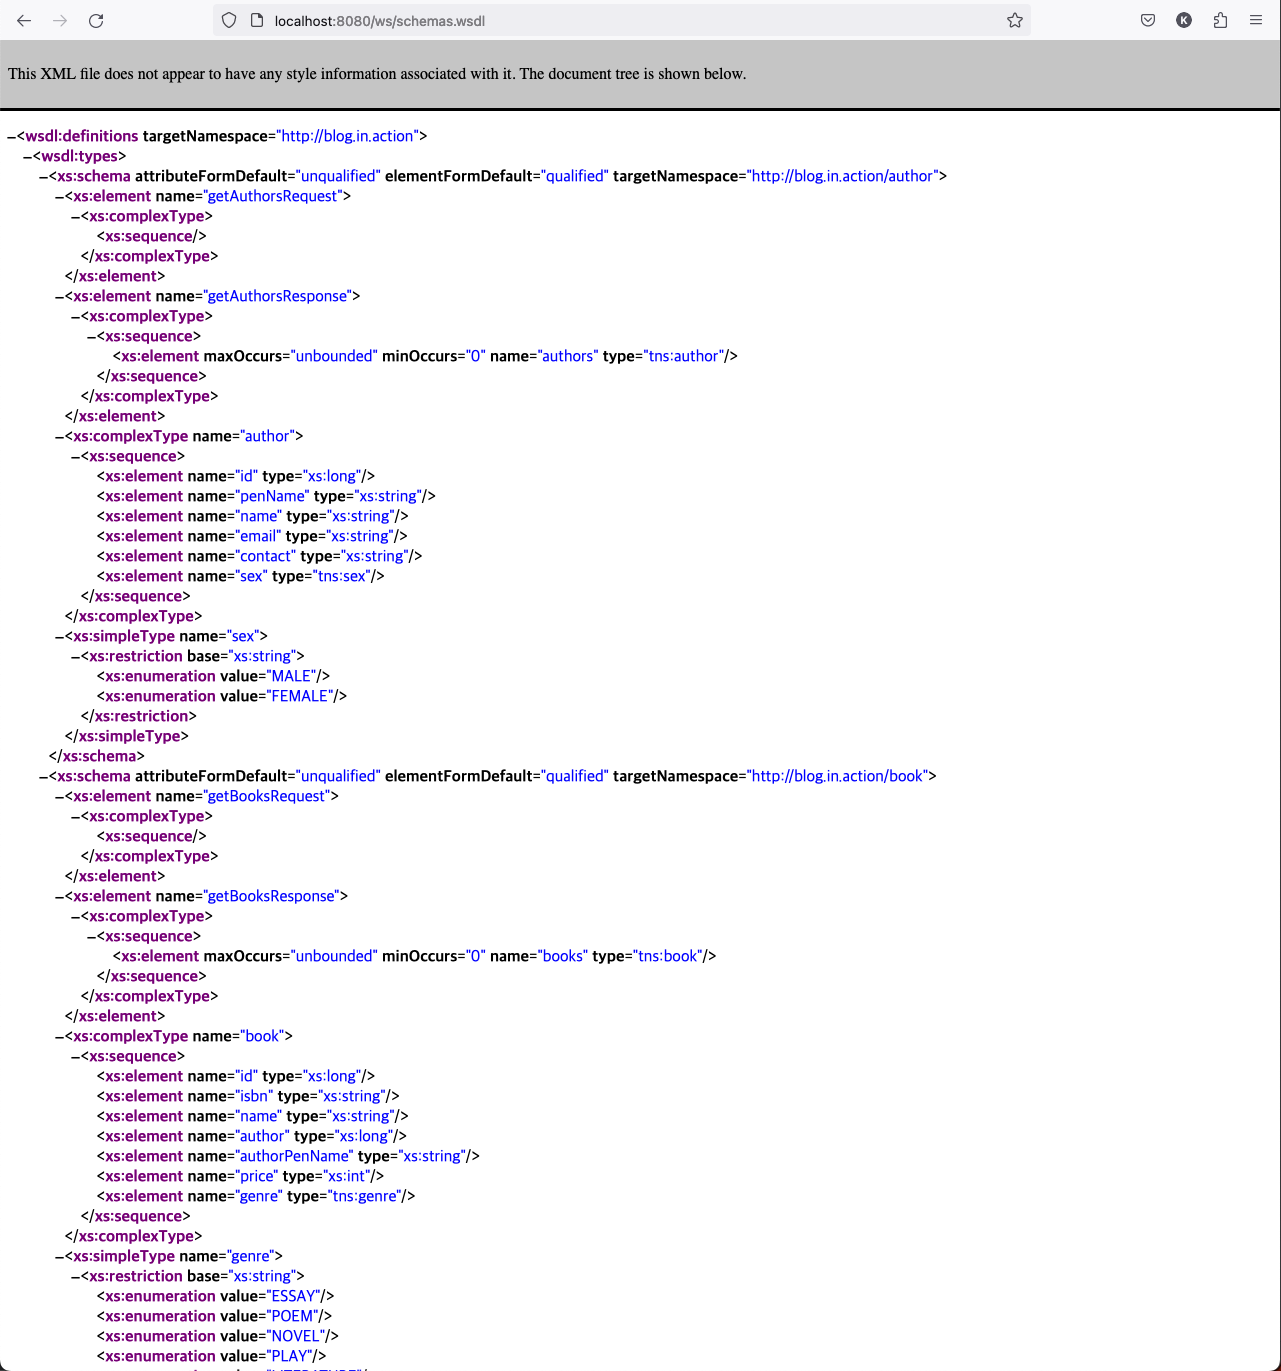 localhost:8080/ws/schemas.wsdl
K
This XML file does not appear to have any style information associated with it. The document tree is shown below.
–<wsdl:definitions targetNamespace="http://blog.in.action">
–<wsdl:types>
–<xs:schema attributeFormDefault="unqualified" elementFormDefault="qualified" targetNamespace="http://blog.in.action/author">
–<xs:element name="getAuthorsRequest">
–<xs:complexType>
<xs:sequence/>
</xs:complexType>
</xs:element>
–<xs:element name="getAuthorsResponse">
–<xs:complexType>
–<xs:sequence>
<xs:element maxOccurs="unbounded" minOccurs="0" name="authors" type="tns:author"/>
</xs:sequence>
</xs:complexType>
</xs:element>
–<xs:complexType name="author">
–<xs:sequence>
<xs:element name="id" type="xs:long"/>
<xs:element name="penName" type="xs:string"/>
<xs:element name="name" type="xs:string"/>
<xs:element name="email" type="xs:string"/>
<xs:element name="contact" type="xs:string"/>
<xs:element name="sex" type="tns:sex"/>
</xs:sequence>
</xs:complexType>
–<xs:simpleType name="sex">
–<xs:restriction base="xs:string">
<xs:enumeration value="MALE"/>
<xs:enumeration value="FEMALE"/>
</xs:restriction>
</xs:simpleType>
</xs:schema>
–<xs:schema attributeFormDefault="unqualified" elementFormDefault="qualified" targetNamespace="http://blog.in.action/book">
–<xs:element name="getBooksRequest">
–<xs:complexType>
<xs:sequence/>
</xs:complexType>
</xs:element>
–<xs:element name="getBooksResponse">
–<xs:complexType>
–<xs:sequence>
<xs:element maxOccurs="unbounded" minOccurs="0" name="books" type="tns:book"/>
</xs:sequence>
</xs:complexType>
</xs:element>
–<xs:complexType name="book">
–<xs:sequence>
<xs:element name="id" type="xs:long"/>
<xs:element name="isbn" type="xs:string"/>
<xs:element name="name" type="xs:string"/>
<xs:element name="author" type="xs:long"/>
<xs:element name="authorPenName" type="xs:string"/>
<xs:element name="price" type="xs:int"/>
<xs:element name="genre" type="tns:genre"/>
</xs:sequence>
</xs:complexType>
–<xs:simpleType name="genre">
–<xs:restriction base="xs:string">
<xs:enumeration value="ESSAY"/>
<xs:enumeration value="POEM"/>
<xs:enumeration value="NOVEL"/>
<xs:enumeration value="PLAY"/>